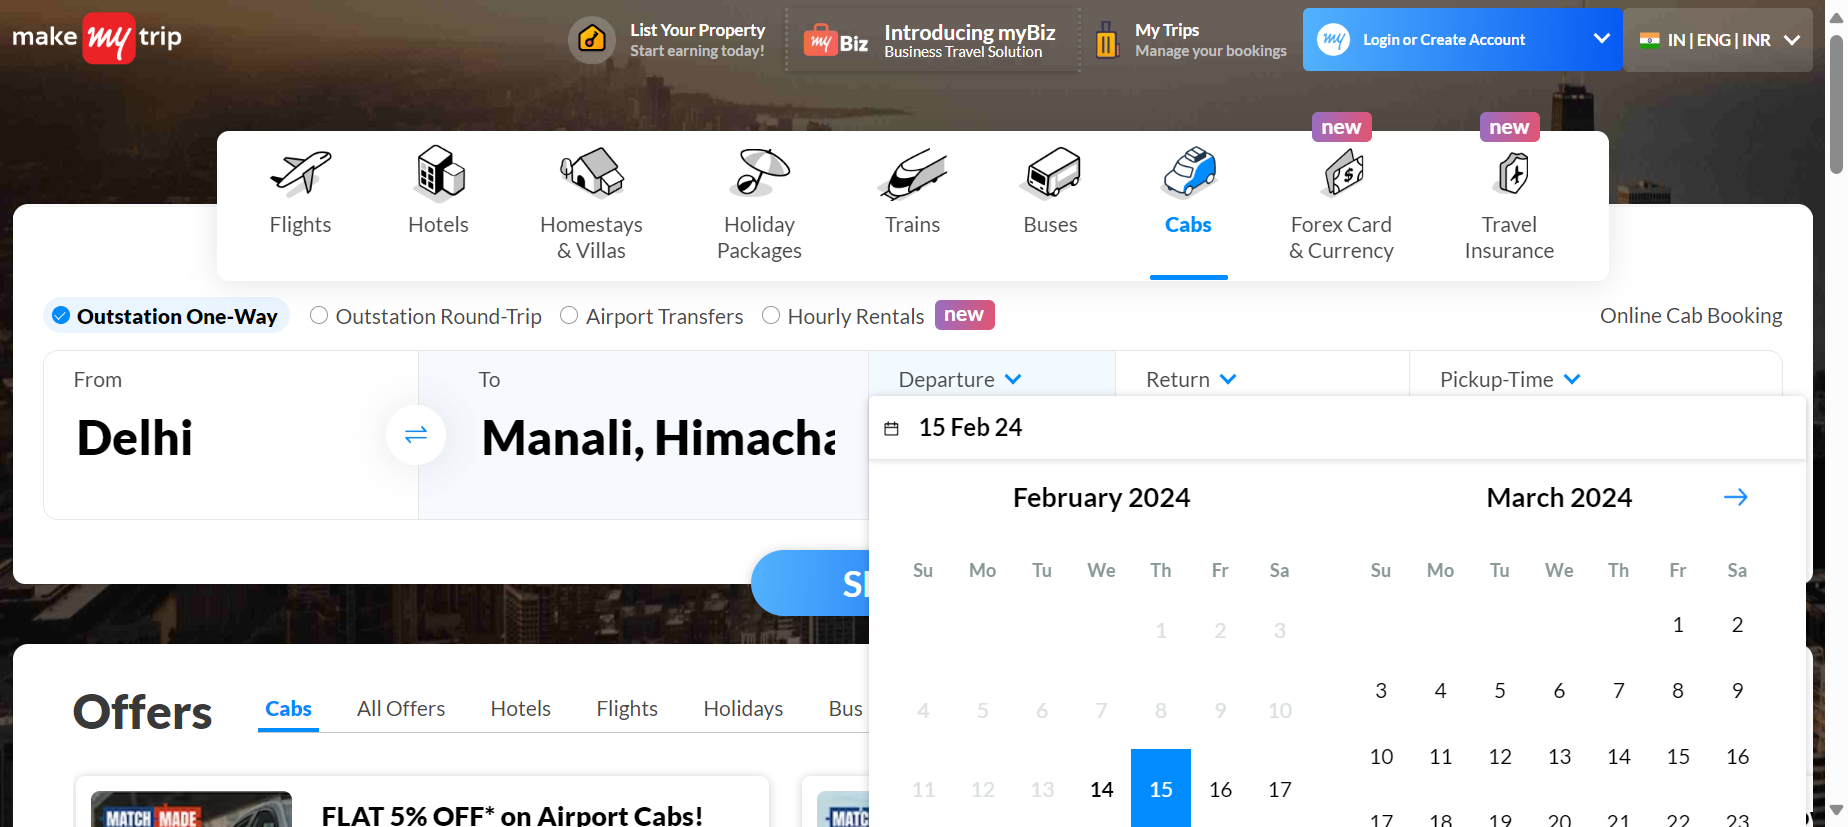 make my trip
List Your Property
Start earning today!
my Biz
Introducing myBiz
Business Travel Solution
My Trips
Manage your bookings
my Login or Create Account
IN | ENG | INR
new
new
Flights
Hotels
Homestays
& Villas
Holiday
Packages
Trains
Buses
Cabs
Forex Card
& Currency
Travel
Insurance
Outstation One-Way
Outstation Round-Trip
Airport Transfers
Hourly Rentals
new
Online Cab Booking
From
Delhi
To
Manali, Himacha
Departure
Return
Pickup-Time
15 Feb 24
February 2024
Su Mo Tu We Th Fr Sa
1 2 3
4 5 6 7 8 9 10
11 12 13 14 15 16 17
March 2024
Su Mo Tu We Th Fr Sa
1 2
3 4 5 6 7 8 9
10 11 12 13 14 15 16
17 18 19 20 21 22 23
Offers
Cabs
All Offers
Hotels
Flights
Holidays
Bus
MATCH MADE
FLAT 5% OFF* on Airport Cabs!